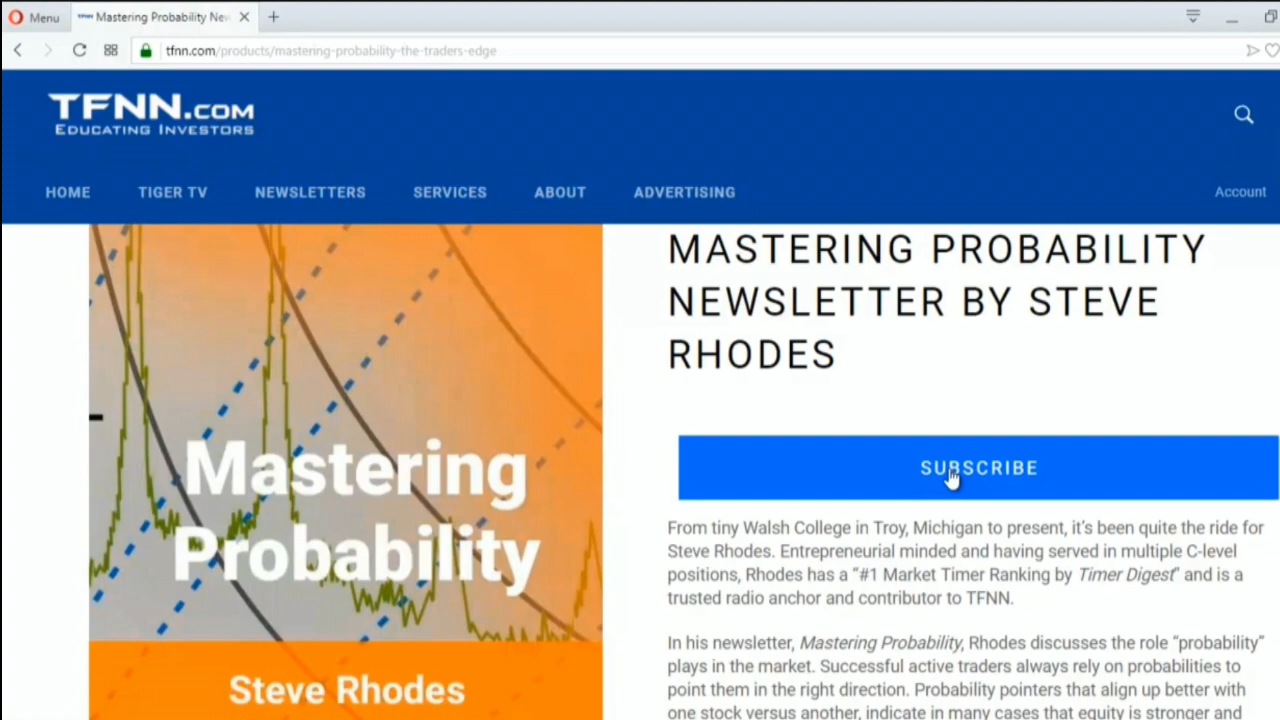 Menu
Mastering Probability New
tfnn.com/products/mastering-probability-the-traders-edge
TFNN.COM
EDUCATING INVESTORS
HOME TIGER TV NEWSLETTERS SERVICES ABOUT ADVERTISING Account
Mastering
Probability
Steve Rhodes
MASTERING PROBABILITY
NEWSLETTER BY STEVE
RHODES
SUBSCRIBE
From tiny Walsh College in Troy, Michigan to present, it's been quite the ride for
Steve Rhodes. Entrepreneurial minded and having served in multiple C-level
positions, Rhodes has a “#1 Market Timer Ranking by Timer Digest” and is a
trusted radio anchor and contributor to TFNN.
In his newsletter, Mastering Probability, Rhodes discusses the role “probability”
plays in the market. Successful active traders always rely on probabilities to
point them in the right direction. Probability pointers that align up better with
one stock versus another, indicate in many cases that equity is stronger and